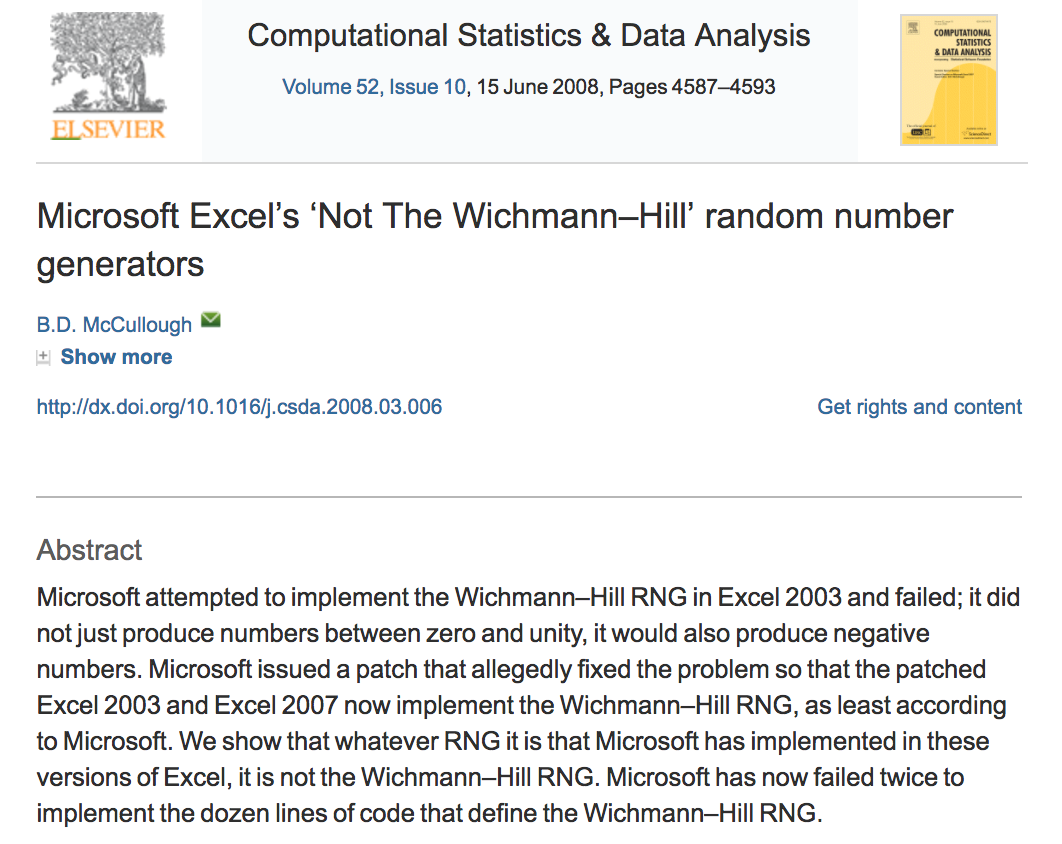 Computational Statistics & Data Analysis
Volume 52, Issue 10, 15 June 2008, Pages 4587–4593
ELSEVIER
COMPUTATIONAL
STATISTICS
& DATA ANALYSIS
Microsoft Excel’s ‘Not The Wichmann–Hill’ random number
generators
B.D. McCullough
Show more
http://dx.doi.org/10.1016/j.csda.2008.03.006
Get rights and content
Abstract
Microsoft attempted to implement the Wichmann–Hill RNG in Excel 2003 and failed; it did
not just produce numbers between zero and unity, it would also produce negative
numbers. Microsoft issued a patch that allegedly fixed the problem so that the patched
Excel 2003 and Excel 2007 now implement the Wichmann–Hill RNG, as least according
to Microsoft. We show that whatever RNG it is that Microsoft has implemented in these
versions of Excel, it is not the Wichmann–Hill RNG. Microsoft has now failed twice to
implement the dozen lines of code that define the Wichmann–Hill RNG.